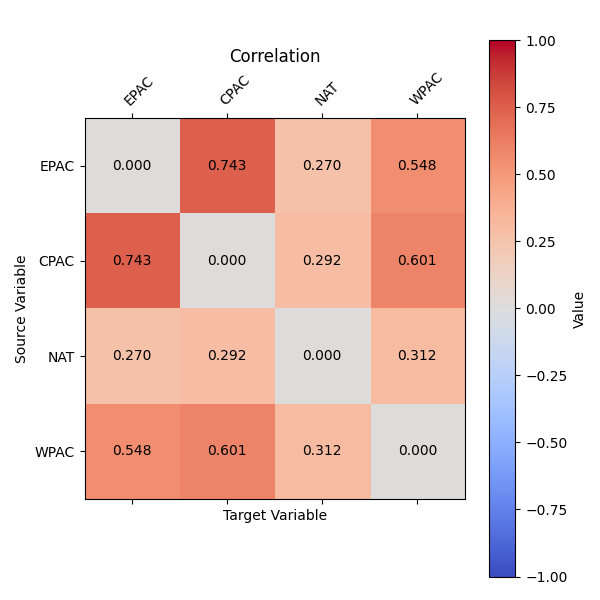 Correlation
EPAC CPAC NAT WPAC
EPAC 0.000 0.743 0.270 0.548
CPAC 0.743 0.000 0.292 0.601
NAT 0.270 0.292 0.000 0.312
WPAC 0.548 0.601 0.312 0.000
Source Variable
Target Variable
1.00
0.75
0.50
0.25
0.00
−0.25
−0.50
−0.75
−1.00
Value